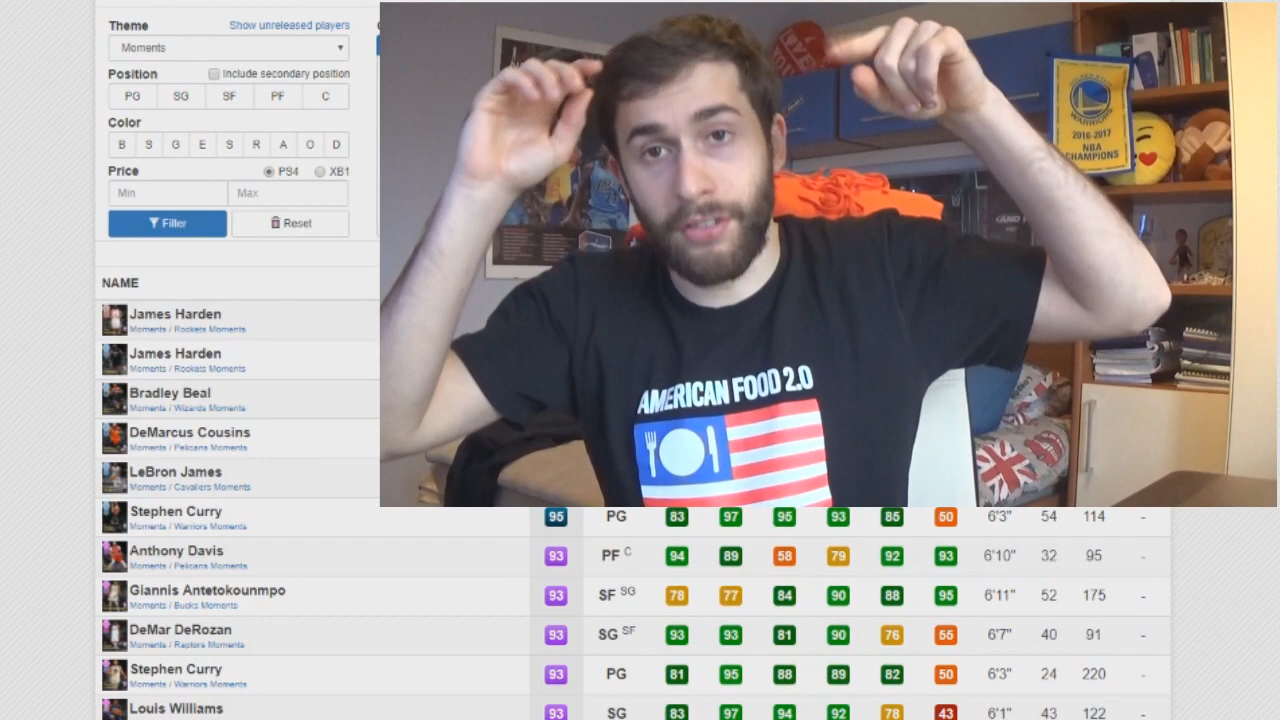 Theme Show unreleased players
Moments
Position Include secondary position
PG SG SF PF C
Color
B S G E S R A O D
Price PS4 XB1
Min Max
Filter Reset
NAME
James Harden
Moments / Rockets Moments
James Harden
Moments / Rockets Moments
Bradley Beal
Moments / Wizards Moments
DeMarcus Cousins
Moments / Pelicans Moments
LeBron James
Moments / Cavaliers Moments
Stephen Curry
Moments / Warriors Moments
95 PG 83 97 95 93 85 50 6'3" 54 114 -
Anthony Davis
Moments / Pelicans Moments
93 PF C 94 89 58 79 92 93 6'10" 32 95 -
Giannis Antetokounmpo
Moments / Bucks Moments
93 SF SG 78 77 84 90 88 95 6'11" 52 175 -
DeMar DeRozan
Moments / Raptors Moments
93 SG SF 93 93 81 90 76 55 6'7" 40 91 -
Stephen Curry
Moments / Warriors Moments
93 PG 81 95 88 89 82 50 6'3" 24 220 -
Louis Williams
93 SG 83 97 94 92 78 43 6'1" 43 122 -
LOVE
YOU
WARRIORS
2016-2017
NBA
CHAMPIONS
AMERICAN FOOD 2.0